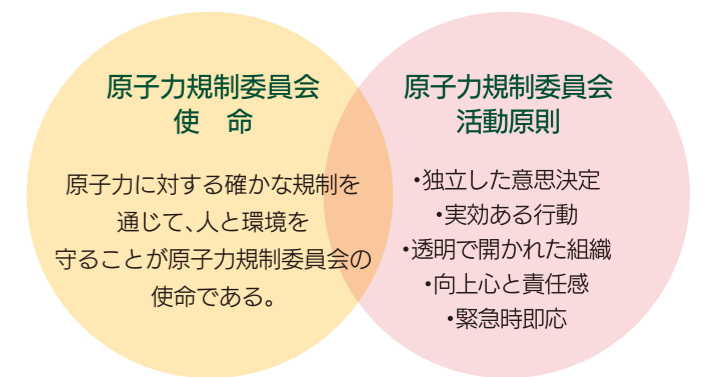 原子力規制委員会
使 命
原子力に対する確かな規制を
通じて、人と環境を
守ることが原子力規制委員会の
使命である。
原子力規制委員会
活動原則
・独立した意思決定
・実効ある行動
・透明で開かれた組織
・向上心と責任感
・緊急時即応